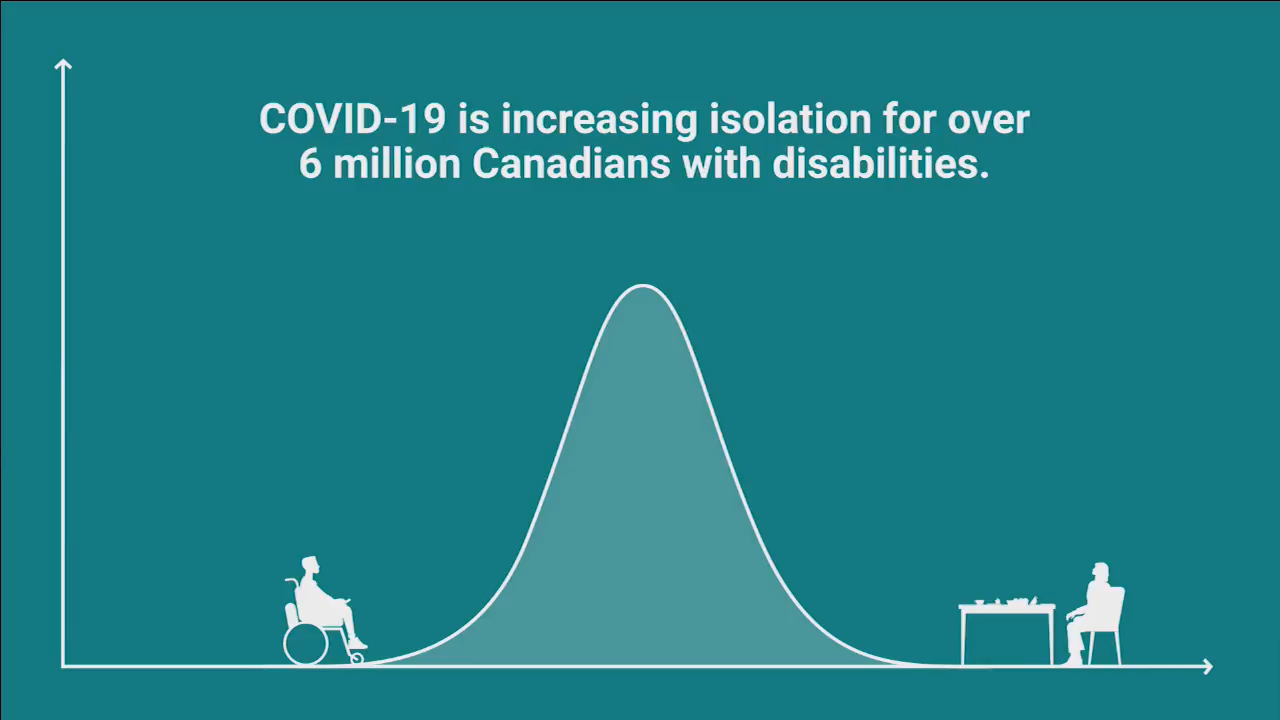 COVID-19 is increasing isolation for over
6 million Canadians with disabilities.